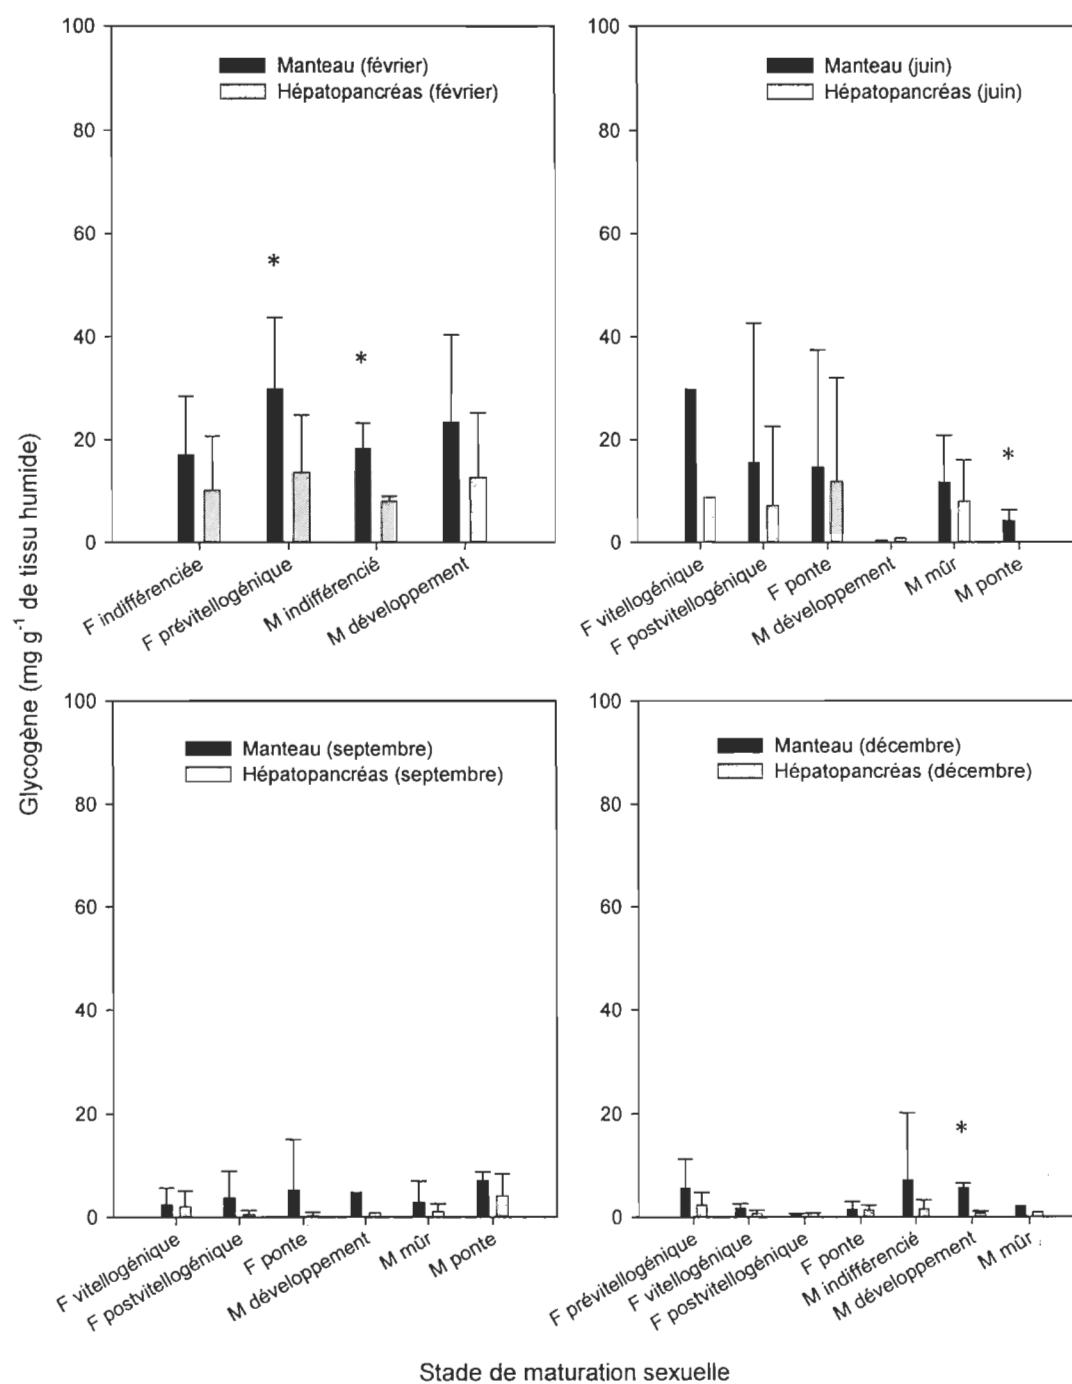 Glycogène (mg g-1 de tissu humide)
100
80
60
40
20
0
Manteau (février)
Hépatopancréas (février)
*
*
F indifférenciée
F prévitellogénique
M indifférencié
M développement
100
80
60
40
20
0
Manteau (juin)
Hépatopancréas (juin)
*
F vitellogénique
F postvitellogénique
F ponte
M développement
M mûr
M ponte
100
80
60
40
20
0
Manteau (septembre)
Hépatopancréas (septembre)
F vitellogénique
F postvitellogénique
F ponte
M développement
M mûr
M ponte
100
80
60
40
20
0
Manteau (décembre)
Hépatopancréas (décembre)
*
F prévitellogénique
F vitellogénique
F postvitellogénique
F ponte
M indifférencié
M développement
M mûr
Stade de maturation sexuelle